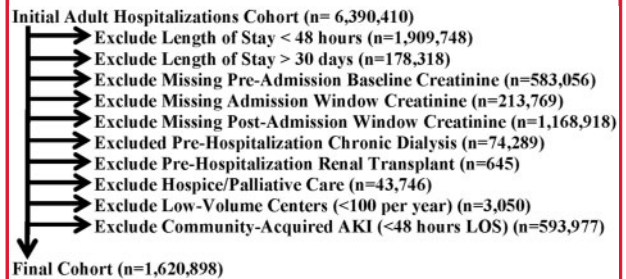 Initial Adult Hospitalizations Cohort (n= 6,390,410)
Exclude Length of Stay < 48 hours (n=1,909,748)
Exclude Length of Stay > 30 days (n=178,318)
Exclude Missing Pre-Admission Baseline Creatinine (n=583,056)
Exclude Missing Admission Window Creatinine (n=213,769)
Exclude Missing Post-Admission Window Creatinine (n=1,168,918)
Excluded Pre-Hospitalization Chronic Dialysis (n=74,289)
Exclude Pre-Hospitalization Renal Transplant (n=645)
Exclude Hospice/Palliative Care (n=43,746)
Exclude Low-Volume Centers (<100 per year) (n=3,050)
Exclude Community-Acquired AKI (<48 hours LOS) (n=593,977)
Final Cohort (n=1,620,898)